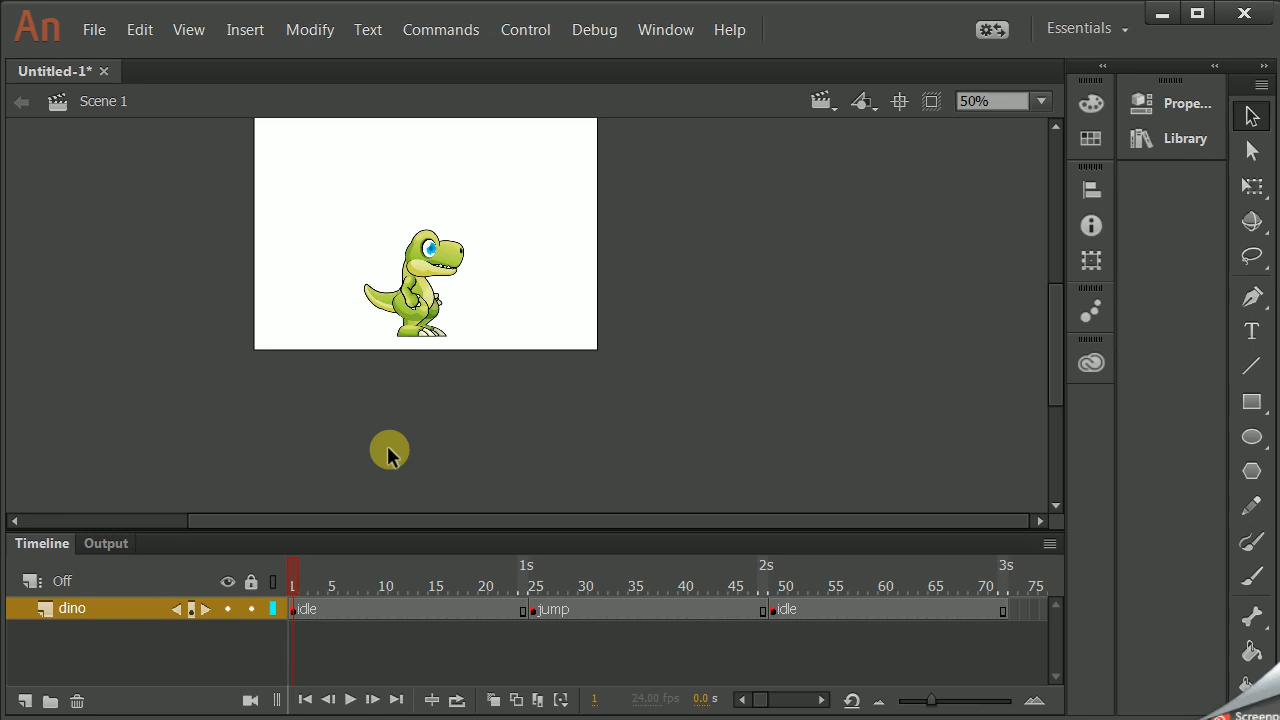 An File Edit View Insert Modify Text Commands Control Debug Window Help Essentials
Untitled-1*
Scene 1 50%
Prope...
Library
Timeline Output
1s 2s 3s
Off 1 5 10 15 20 25 30 35 40 45 50 55 60 65 70 75
dino idle jump idle
1 24.00 fps 0.0 s